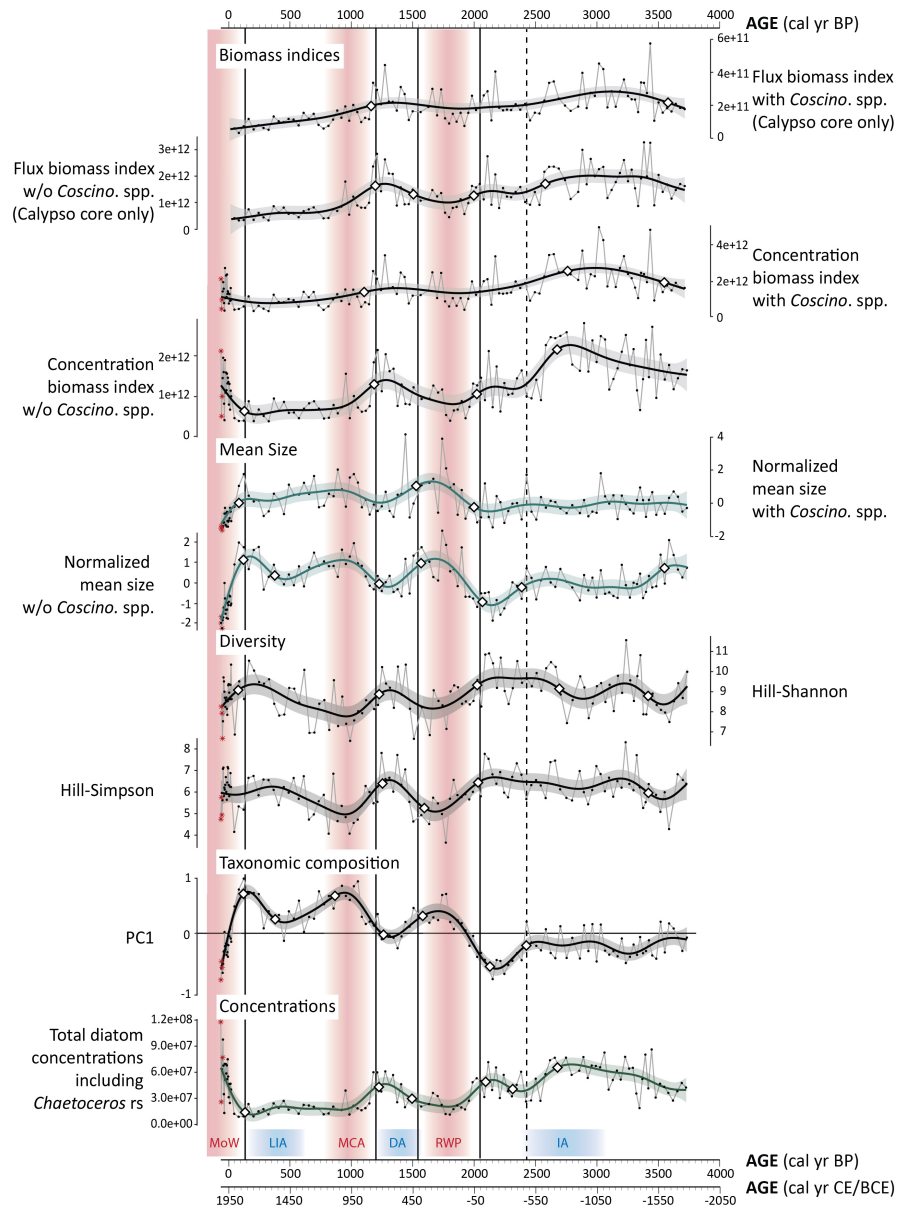 0 500 1000 1500 2000 2500 3000 3500 4000 AGE (cal yr BP)
Biomass indices
6e+11
4e+11
2e+11
0
Flux biomass index
with Coscino. spp.
(Calypso core only)
Flux biomass index
w/o Coscino. spp.
(Calypso core only)
3e+12
2e+12
1e+12
0
4e+12
2e+12
0
Concentration
biomass index
with Coscino. spp.
Concentration
biomass index
w/o Coscino. spp.
2e+12
1e+12
0
Mean Size
4
2
0
-2
Normalized
mean size
with Coscino. spp.
Normalized
mean size
w/o Coscino. spp.
2
1
0
-1
-2
Diversity
11
10
9
8
7
Hill-Shannon
Hill-Simpson
8
7
6
5
4
Taxonomic composition
PC1
1
0
-1
Concentrations
Total diatom
concentrations
including
Chaetoceros rs
1.2e+08
9.0e+07
6.0e+07
3.0e+07
0.0e+00
MoW LIA MCA DA RWP IA
0 500 1000 1500 2000 2500 3000 3500 4000 AGE (cal yr BP)
1950 1450 950 450 -50 -550 -1050 -1550 -2050 AGE (cal yr CE/BCE)